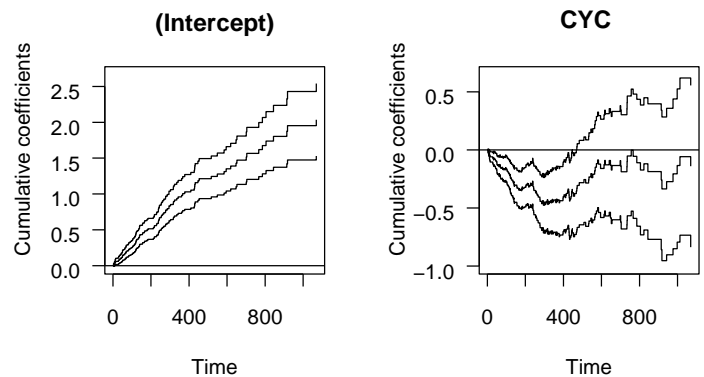 (Intercept)
Cumulative coefficients
2.5
2.0
1.5
1.0
0.5
0.0
0
400
800
Time
CYC
Cumulative coefficients
0.5
0.0
−0.5
−1.0
0
400
800
Time